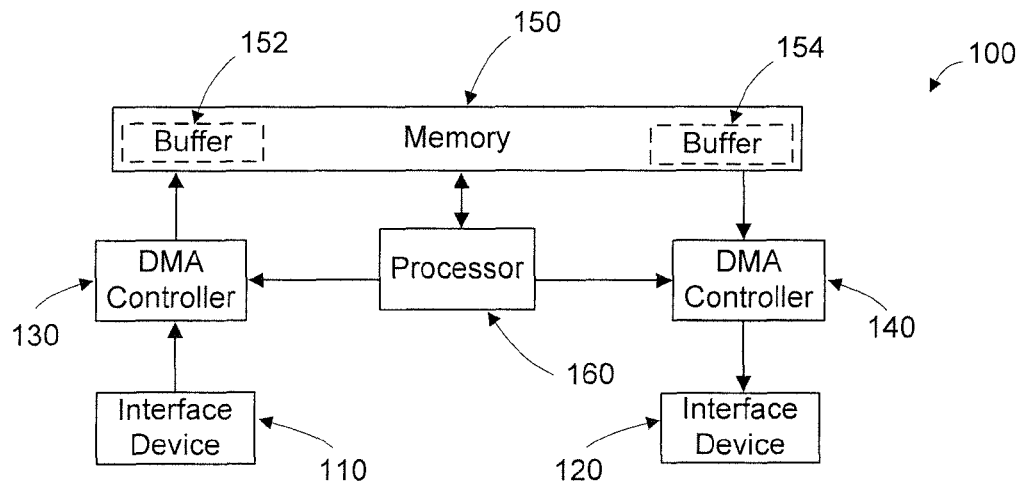 152
150
154
100
Buffer
Memory
Buffer
DMA
Controller
Processor
DMA
Controller
130
160
140
Interface
Device
Interface
Device
110
120